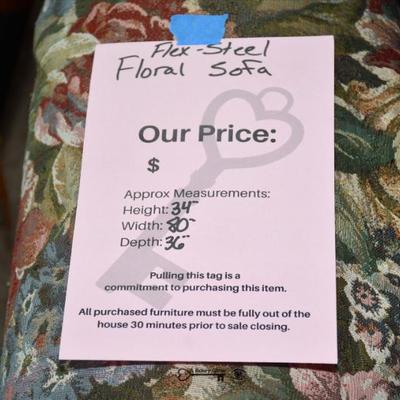 Flex-Steel
Floral Sofa
Our Price:
$
Approx Measurements:
Height: 34"
Width: 80"
Depth: 36"
Pulling this tag is a
commitment to purchasing this item.
All purchased furniture must be fully out of the
house 30 minutes prior to sale closing.